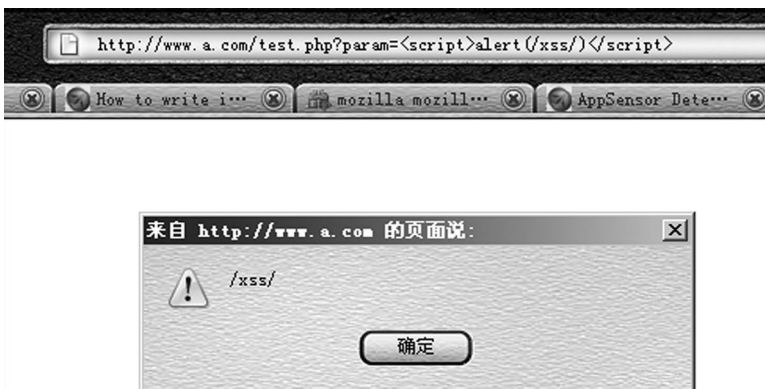 http://www.a.com/test.php?param=<script>alert(/xss/)</script>
How to write i… mozilla mozill… AppSensor Dete…
来自 http://www.a.com 的页面说:
/xss/
确定